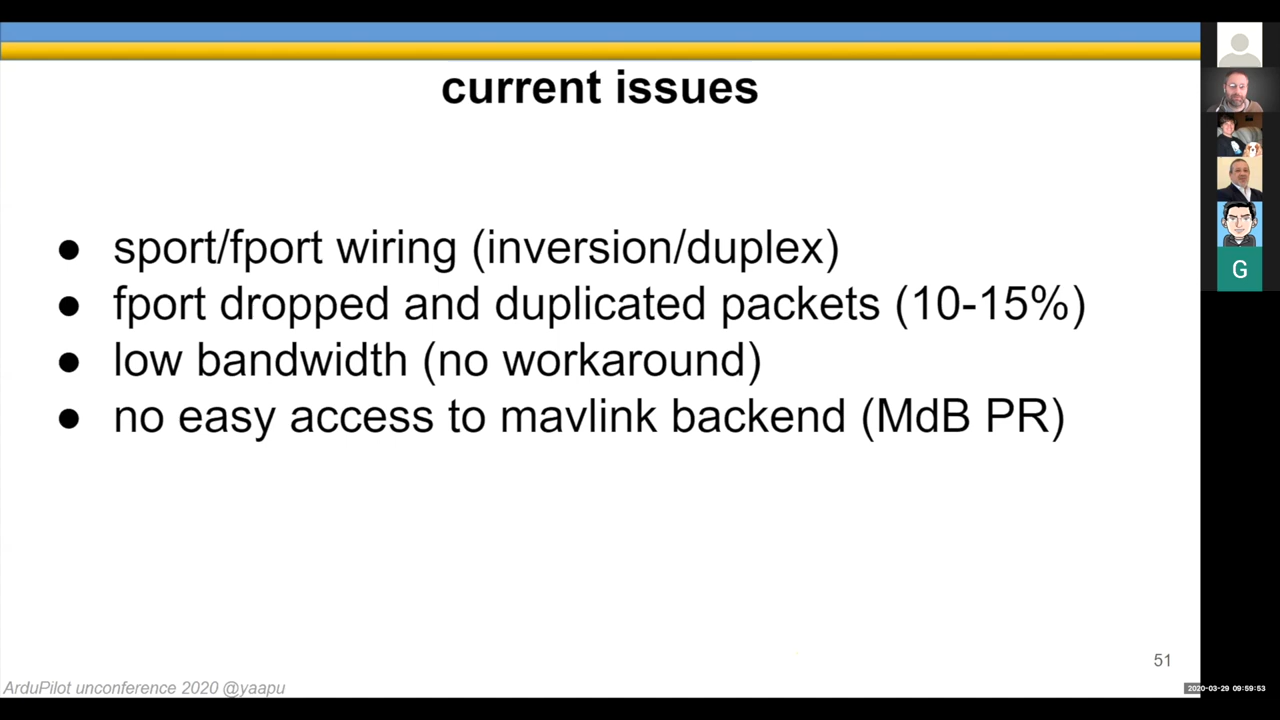 current issues
● sport/fport wiring (inversion/duplex)
● fport dropped and duplicated packets (10-15%)
● low bandwidth (no workaround)
● no easy access to mavlink backend (MdB PR)
51
ArduPilot unconference 2020 @yaapu
G
2020-03-29 09:59:53